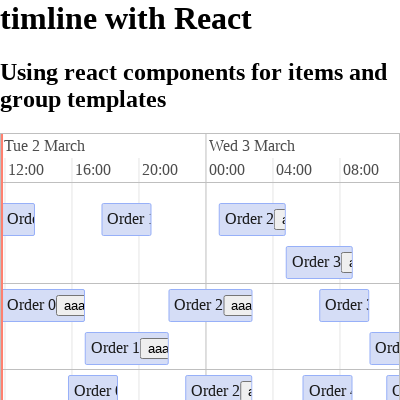 timline with React
Using react components for items and
group templates
Tue 2 March Wed 3 March
12:00 16:00 20:00 00:00 04:00 08:00
Order 2
Order 3
Order 0 aaa Order 2 aaa
Order 1 aaa
Order 2